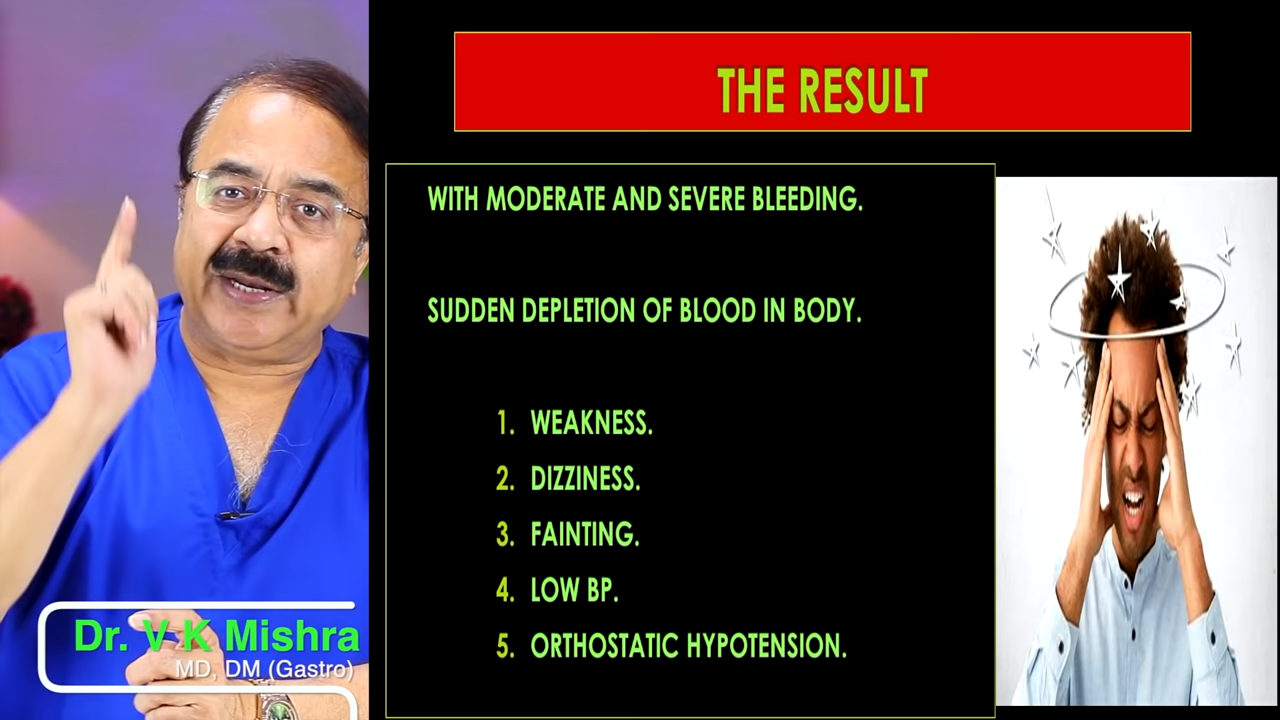 THE RESULT
WITH MODERATE AND SEVERE BLEEDING.
SUDDEN DEPLETION OF BLOOD IN BODY.
1. WEAKNESS.
2. DIZZINESS.
3. FAINTING.
4. LOW BP.
5. ORTHOSTATIC HYPOTENSION.
Dr. V K Mishra
MD, DM (Gastro)